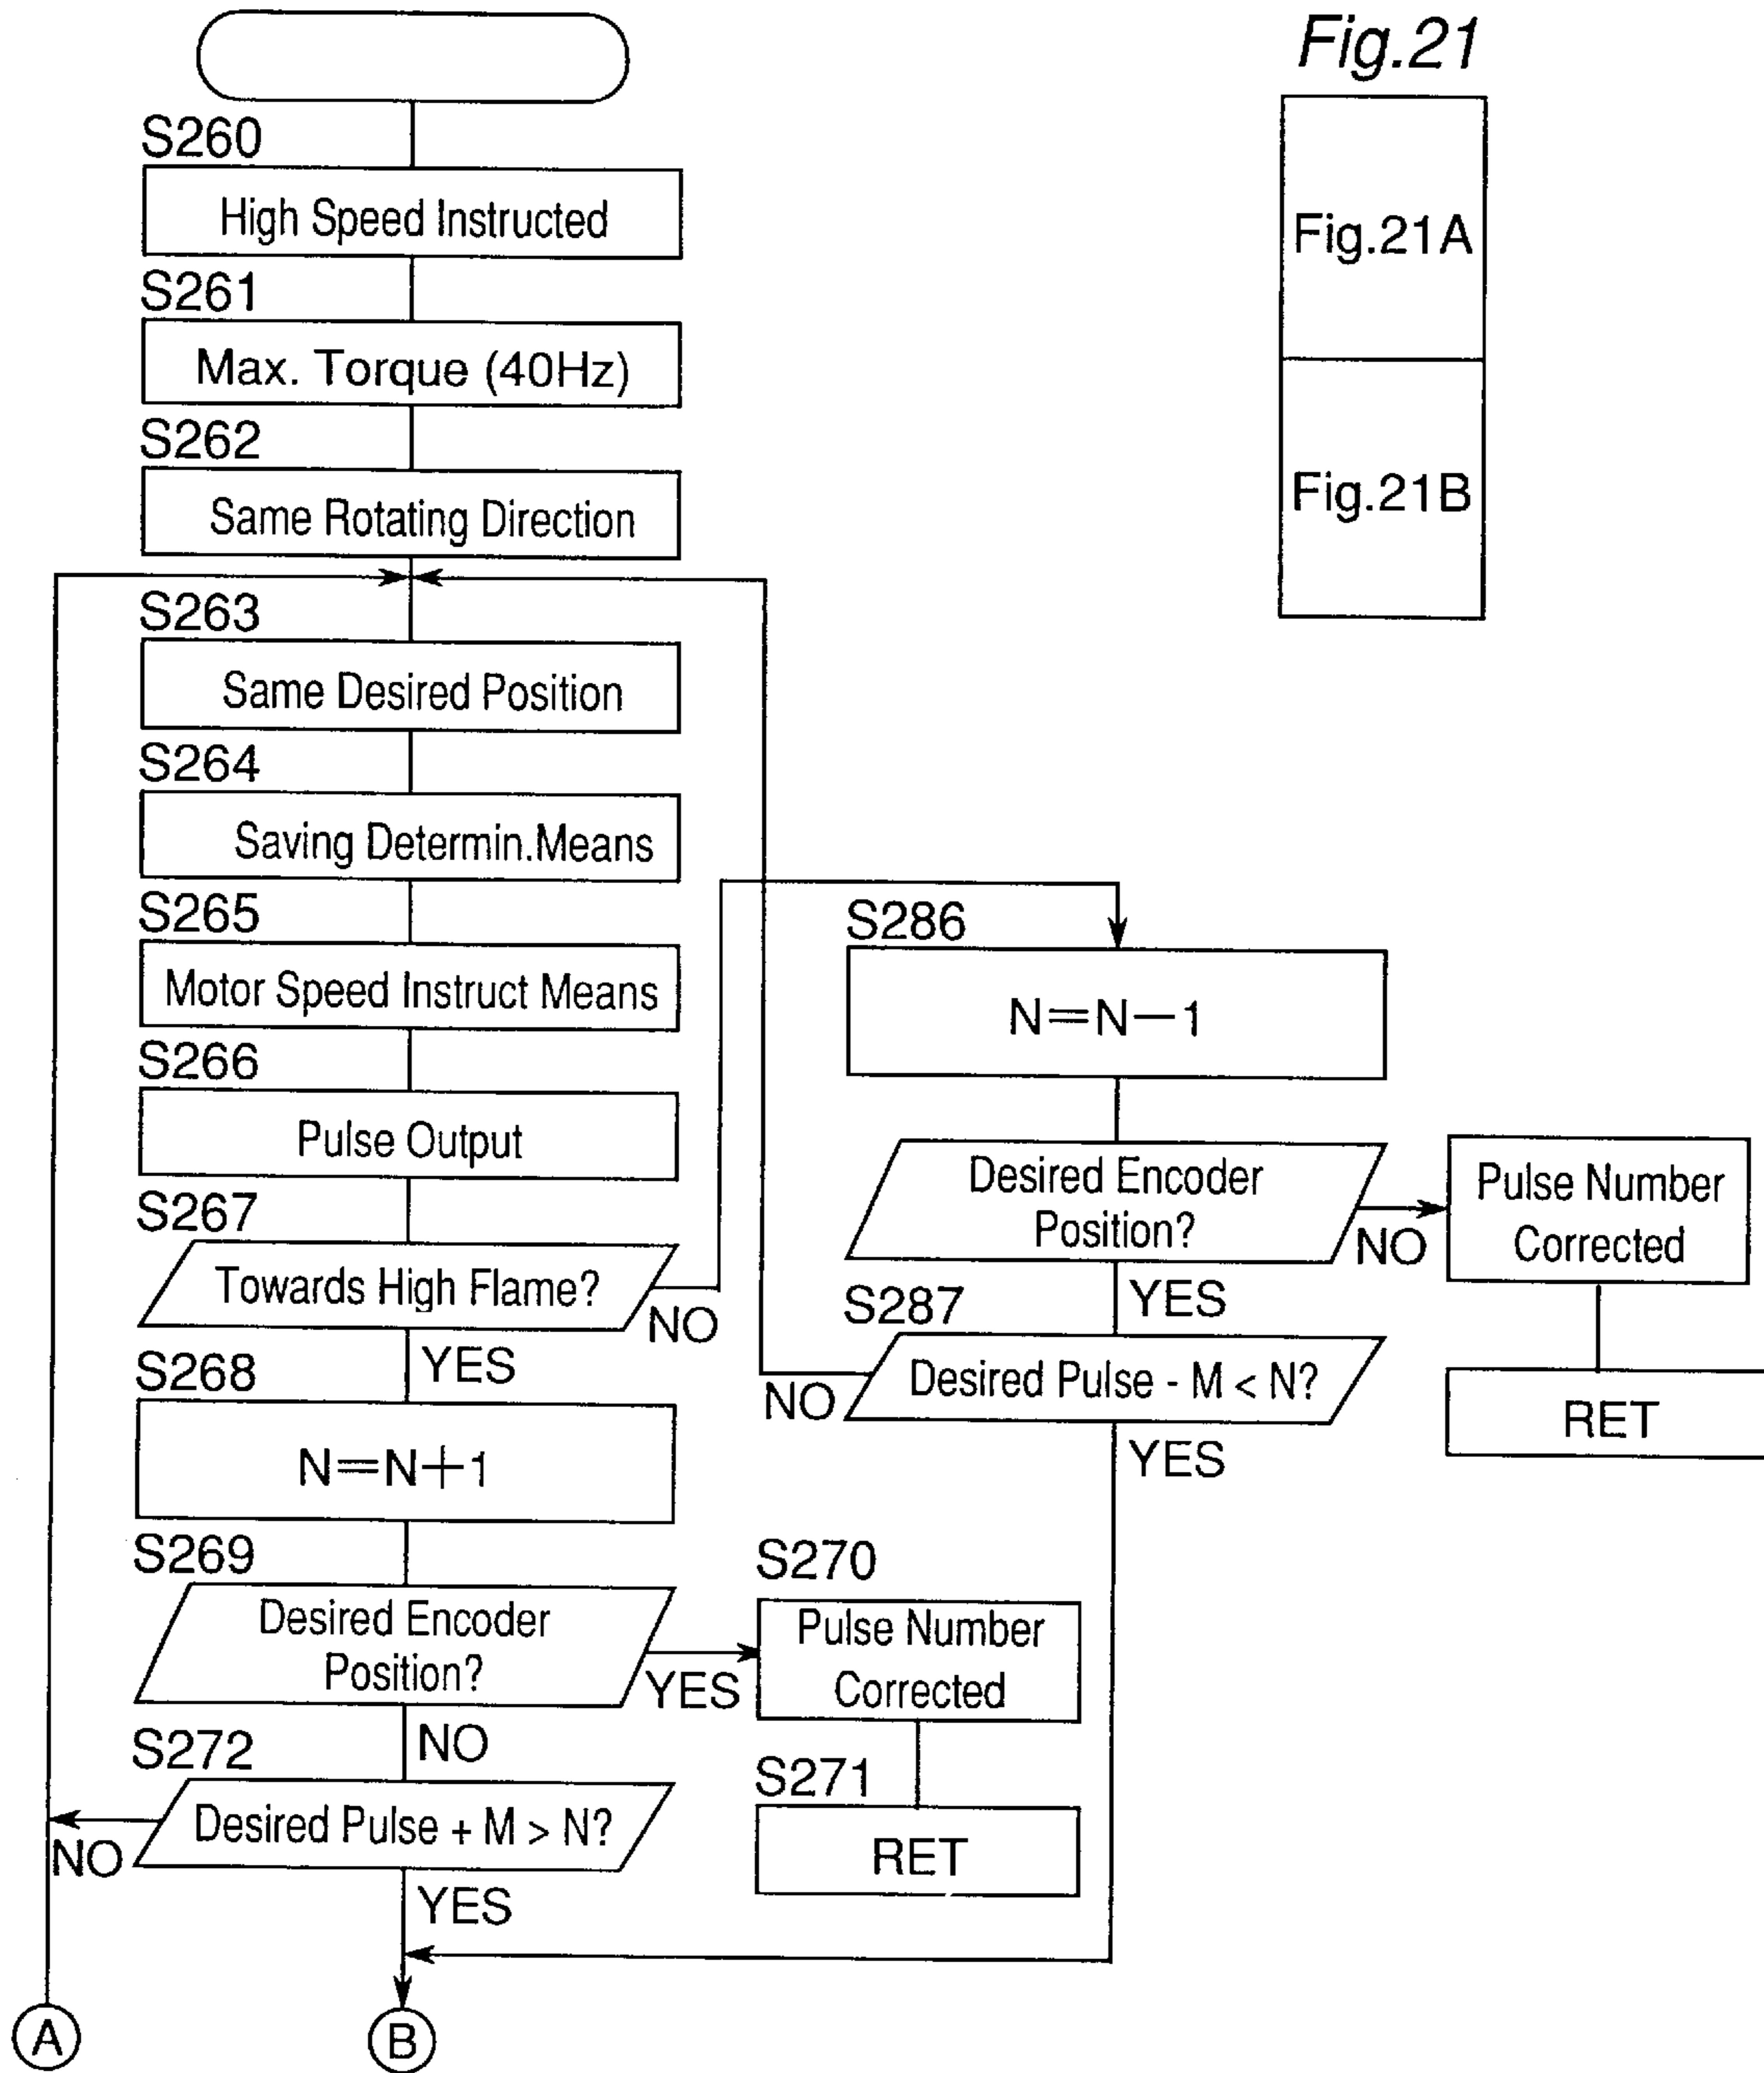 Fig.21
Fig.21A
Fig.21B
S260
High Speed Instructed
S261
Max. Torque (40Hz)
S262
Same Rotating Direction
S263
Same Desired Position
S264
Saving Determin.Means
S265
Motor Speed Instruct Means
S266
Pulse Output
S267
Towards High Flame?
NO
YES
S268
N=N+1
S269
Desired Encoder
Position?
YES
NO
S270
Pulse Number
Corrected
S271
RET
S272
Desired Pulse + M > N?
NO
YES
S286
N=N-1
Desired Encoder
Position?
NO
YES
Pulse Number
Corrected
RET
S287
Desired Pulse - M < N?
NO
YES
A
B